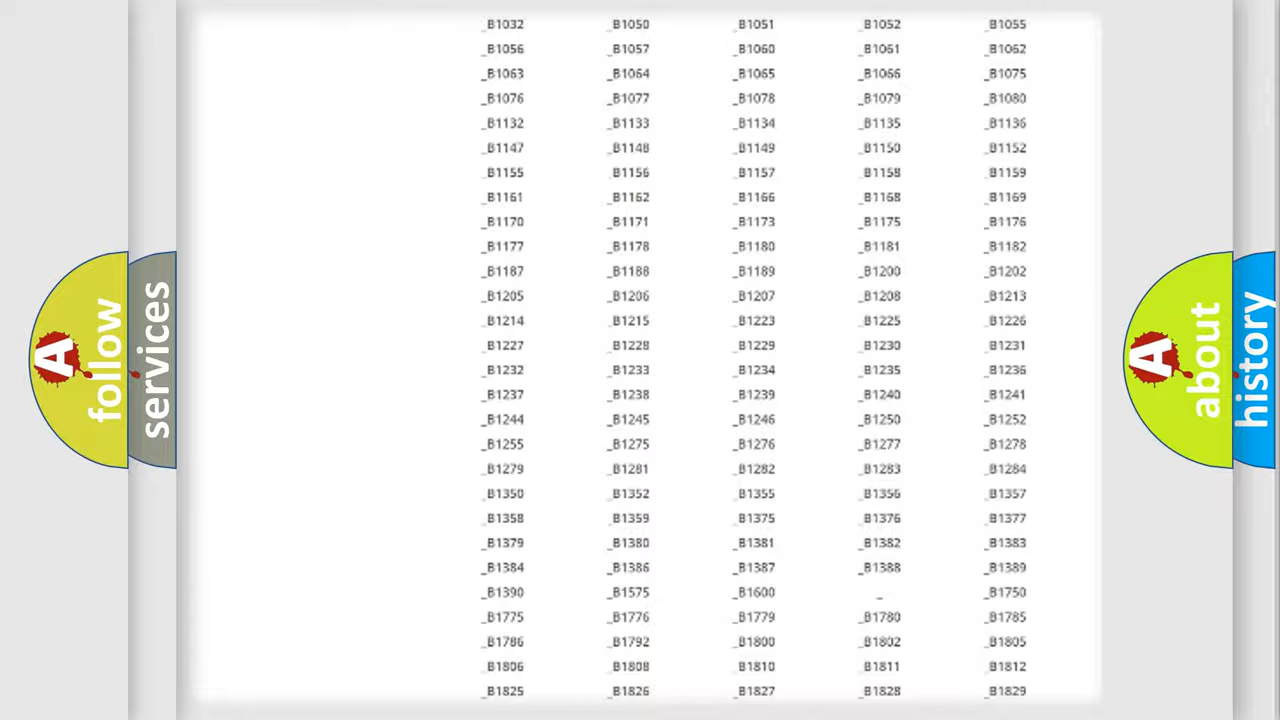 _B1032 _B1050 _B1051 _B1052 _B1055
_B1056 _B1057 _B1060 _B1061 _B1062
_B1063 _B1064 _B1065 _B1066 _B1075
_B1076 _B1077 _B1078 _B1079 _B1080
_B1132 _B1133 _B1134 _B1135 _B1136
_B1147 _B1148 _B1149 _B1150 _B1152
_B1155 _B1156 _B1157 _B1158 _B1159
_B1161 _B1162 _B1166 _B1168 _B1169
_B1170 _B1171 _B1173 _B1175 _B1176
_B1177 _B1178 _B1180 _B1181 _B1182
_B1187 _B1188 _B1189 _B1200 _B1202
_B1205 _B1206 _B1207 _B1208 _B1213
_B1214 _B1215 _B1223 _B1225 _B1226
_B1227 _B1228 _B1229 _B1230 _B1231
_B1232 _B1233 _B1234 _B1235 _B1236
_B1237 _B1238 _B1239 _B1240 _B1241
_B1244 _B1245 _B1246 _B1250 _B1252
_B1255 _B1275 _B1276 _B1277 _B1278
_B1279 _B1281 _B1282 _B1283 _B1284
_B1350 _B1352 _B1355 _B1356 _B1357
_B1358 _B1359 _B1375 _B1376 _B1377
_B1379 _B1380 _B1381 _B1382 _B1383
_B1384 _B1386 _B1387 _B1388 _B1389
_B1390 _B1575 _B1600 _ _B1750
_B1775 _B1776 _B1779 _B1780 _B1785
_B1786 _B1792 _B1800 _B1802 _B1805
_B1806 _B1808 _B1810 _B1811 _B1812
_B1825 _B1826 _B1827 _B1828 _B1829
A follow
services
A about
history